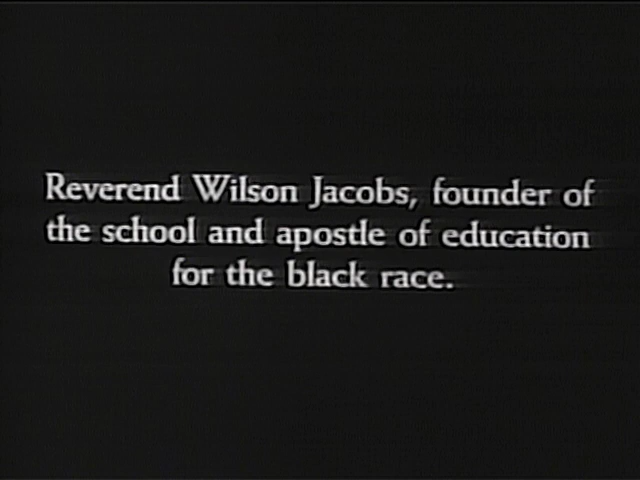 Reverend Wilson Jacobs, founder of
the school and apostle of education
for the black race.